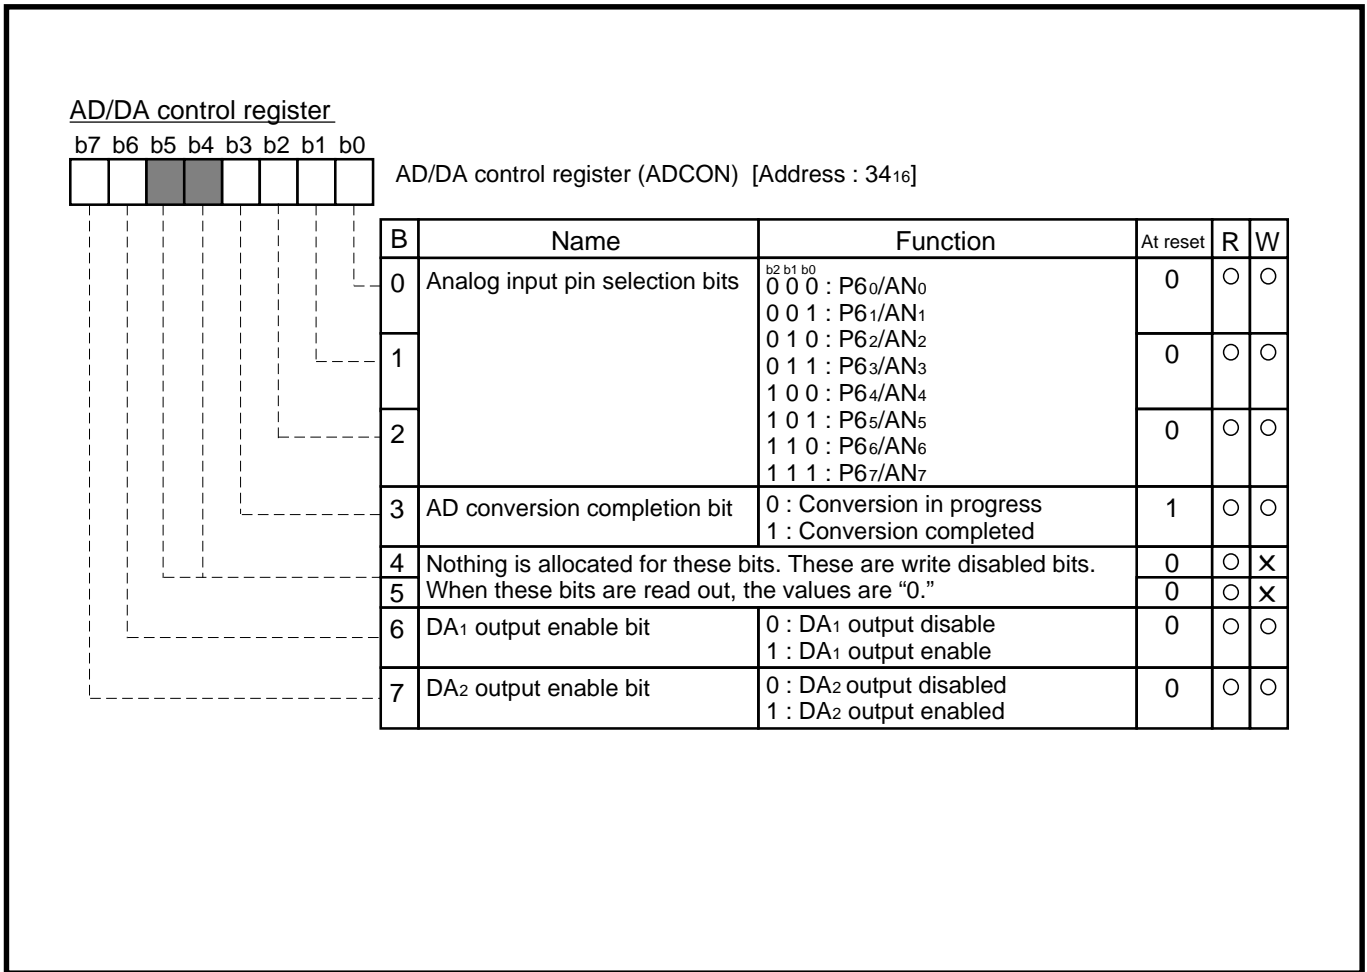 AD/DA control register
b7 b6 b5 b4 b3 b2 b1 b0
AD/DA control register (ADCON) [Address : 3416]
B Name Function At reset R W
0 Analog input pin selection bits b2 b1 b0 0 ○ ○
0 0 0 : P60/AN0
0 0 1 : P61/AN1
0 1 0 : P62/AN2
1 0 1 1 : P63/AN3 0 ○ ○
1 0 0 : P64/AN4
1 0 1 : P65/AN5
2 1 1 0 : P66/AN6 0 ○ ○
1 1 1 : P67/AN7
3 AD conversion completion bit 0 : Conversion in progress 1 ○ ○
1 : Conversion completed
4 Nothing is allocated for these bits. These are write disabled bits. 0 ○ ×
5 When these bits are read out, the values are “0.” 0 ○ ×
6 DA1 output enable bit 0 : DA1 output disable 0 ○ ○
1 : DA1 output enable
7 DA2 output enable bit 0 : DA2 output disabled 0 ○ ○
1 : DA2 output enabled